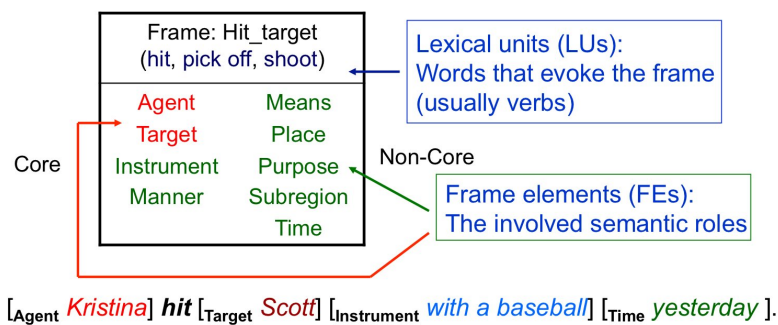 Frame: Hit_target
(hit, pick off, shoot)
Lexical units (LUs):
Words that evoke the frame
(usually verbs)
Agent Means
Target Place
Core
Instrument Purpose
Non-Core
Manner Subregion
Time
Frame elements (FEs):
The involved semantic roles
[Agent Kristina] hit [Target Scott] [Instrument with a baseball] [Time yesterday ].